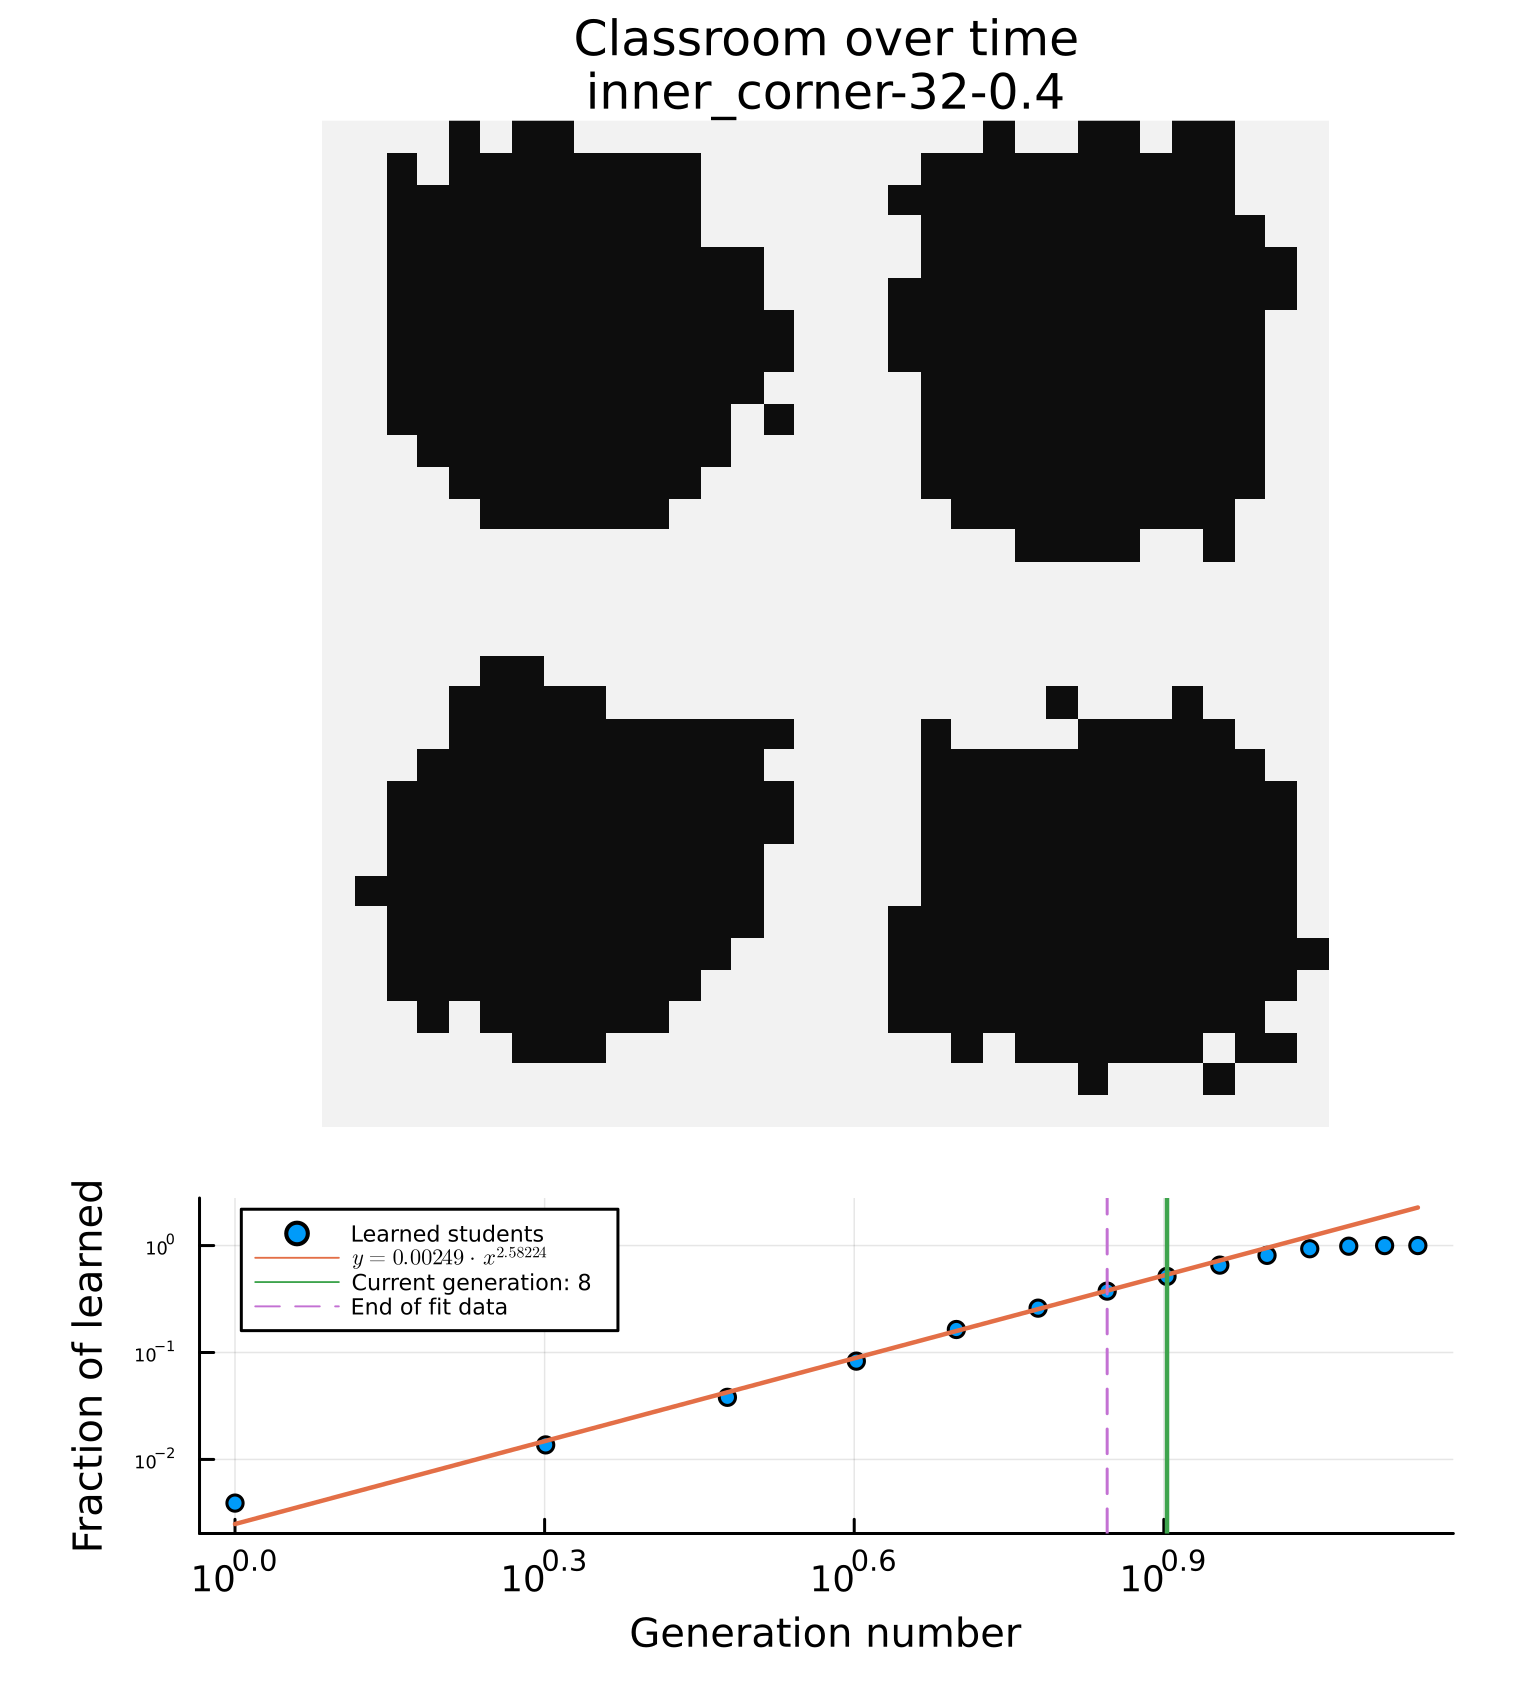 Classroom over time
inner_corner-32-0.4
Fraction of learned
10⁰
10⁻¹
10⁻²
Learned students
y = 0.00249 · x^2.58224
Current generation: 8
End of fit data
10^0.0
10^0.3
10^0.6
10^0.9
Generation number